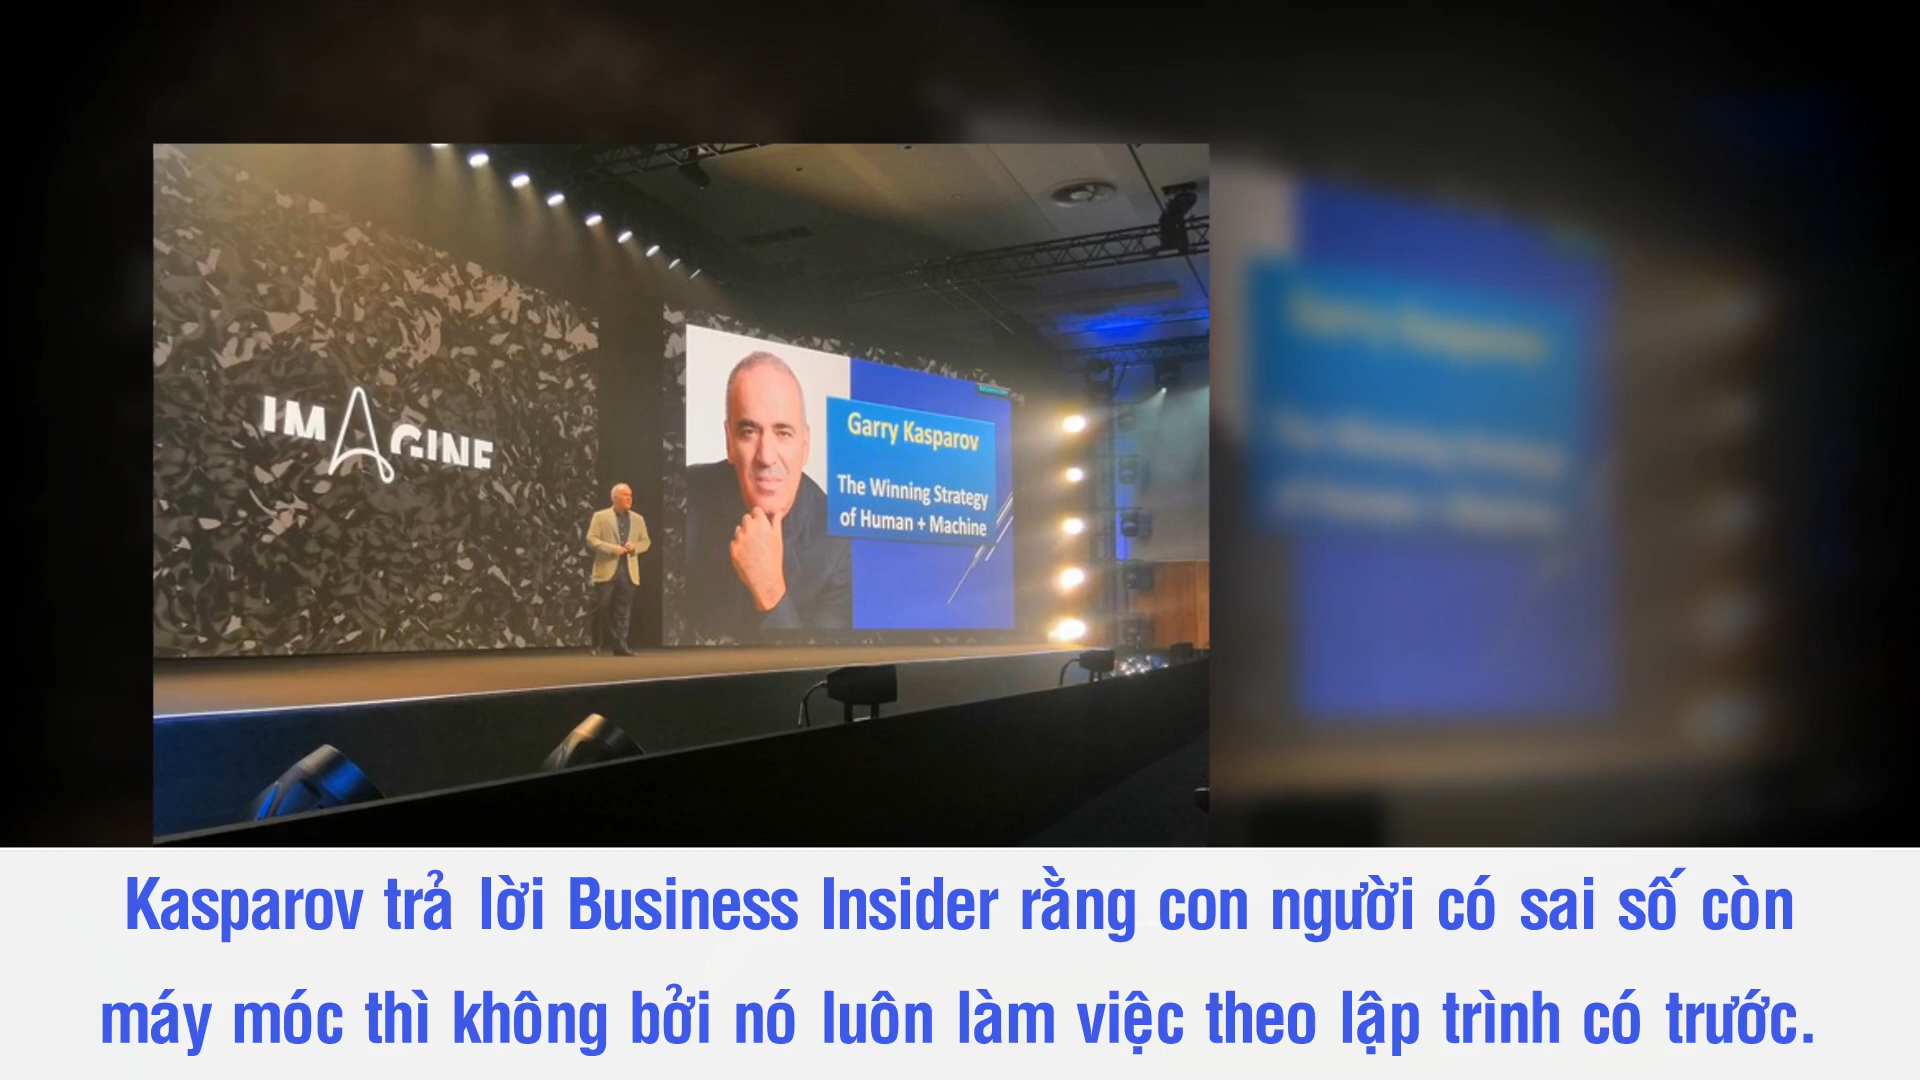 IMAGINE
Garry Kasparov
The Winning Strategy
of Human + Machine
Kasparov trả lời Business Insider rằng con người có sai số còn
máy móc thì không bởi nó luôn làm việc theo lập trình có trước.